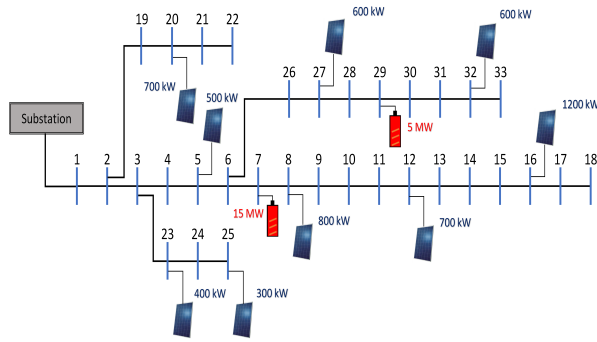 600 kW
600 kW
19 20 21 22
26 27 28 29 30 31 32 33
700 kW
500 kW
1200 kW
Substation
5 MW
1 2 3 4 5 6 7 8 9 10 11 12 13 14 15 16 17 18
15 MW
800 kW
700 kW
23 24 25
400 kW
300 kW